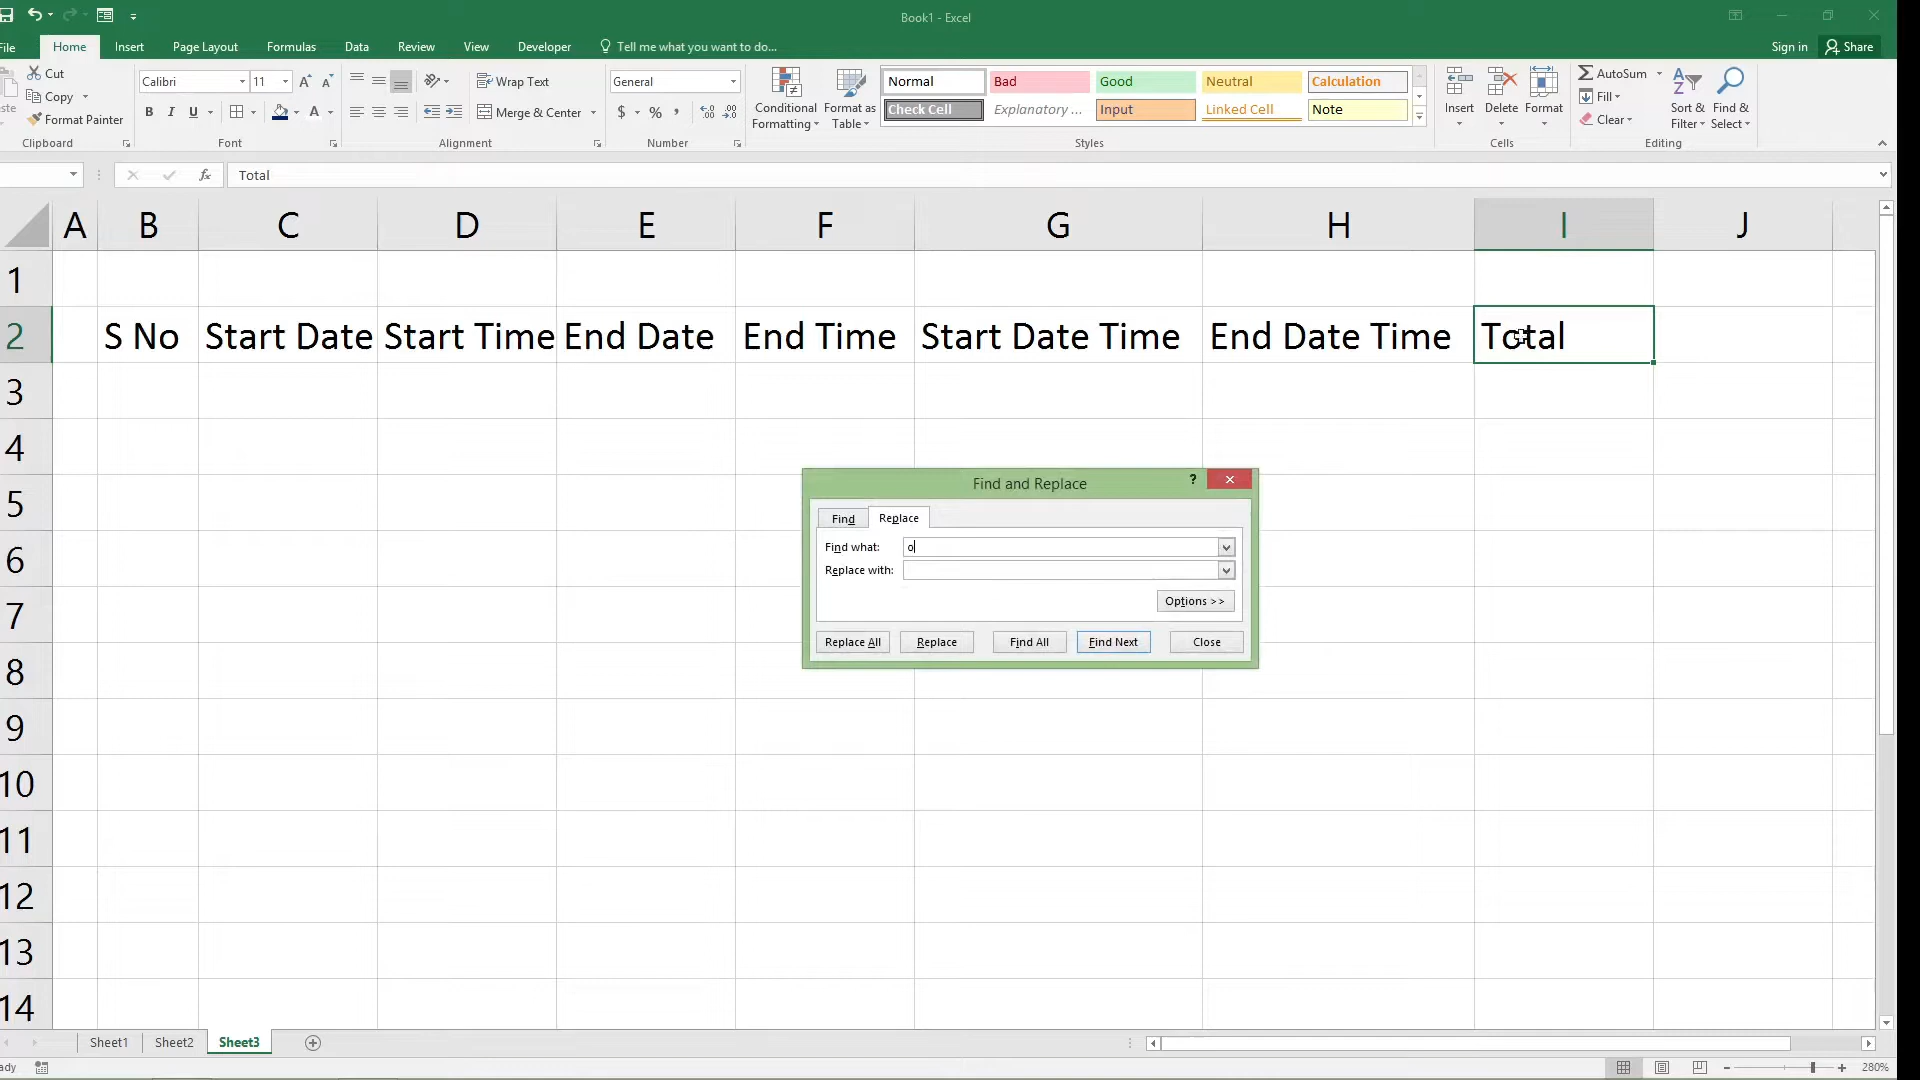 Book1 - Excel
File Home Insert Page Layout Formulas Data Review View Developer Tell me what you want to do... Sign in Share
Cut
Copy
Format Painter
Clipboard
Calibri 11
B I U
Font
Wrap Text
Merge & Center
Alignment
General
$ % ,
Number
Conditional Formatting
Format as Table
Normal Bad Good Neutral Calculation
Check Cell Explanatory ... Input Linked Cell Note
Styles
Insert Delete Format
Cells
AutoSum
Fill
Clear
Sort & Filter
Find & Select
Editing
fx Total
A B C D E F G H I J
1
2 S No Start Date Start Time End Date End Time Start Date Time End Date Time Total
3
4
5
6
7
8
9
10
11
12
13
14
Find and Replace ?
Find Replace
Find what: o
Replace with:
Options >>
Replace All Replace Find All Find Next Close
Sheet1 Sheet2 Sheet3
280%